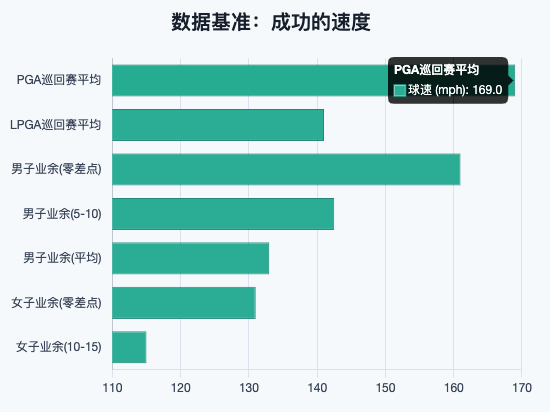 数据基准：成功的速度
PGA巡回赛平均
PGA巡回赛平均
球速 (mph): 169.0
LPGA巡回赛平均
男子业余(零差点)
男子业余(5-10)
男子业余(平均)
女子业余(零差点)
女子业余(10-15)
110 120 130 140 150 160 170